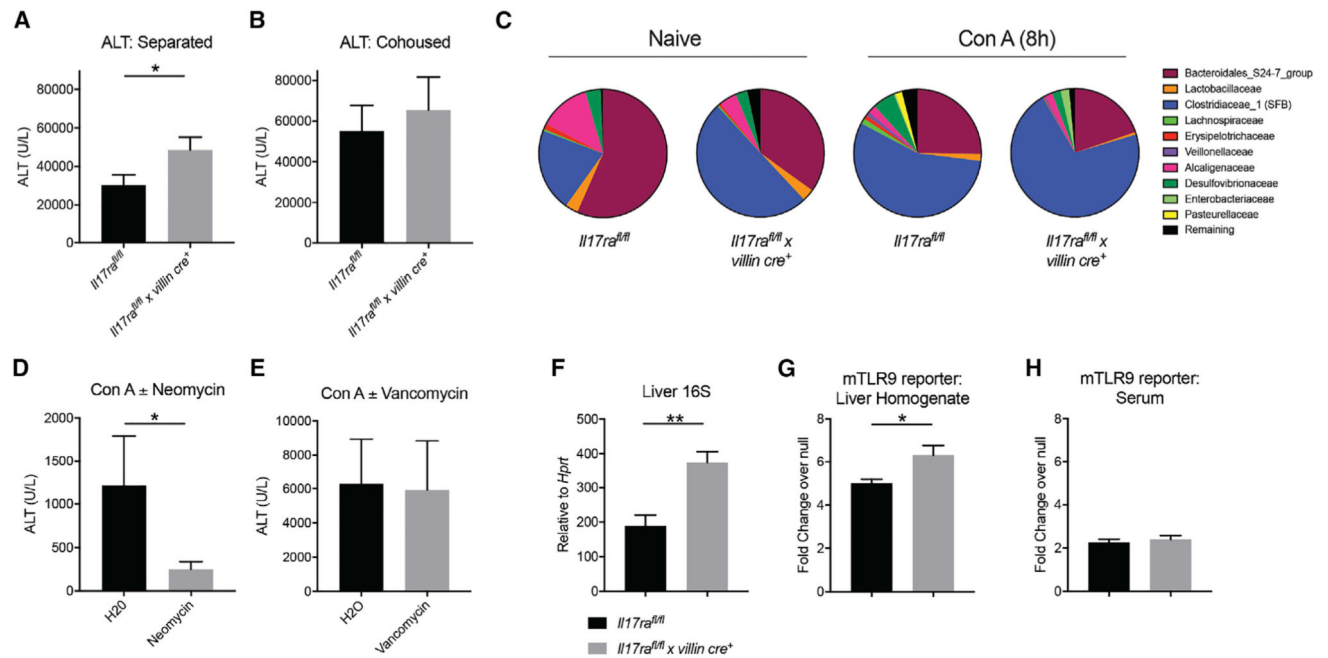 A
ALT: Separated
*
ALT (U/L)
80000
60000
40000
20000
0
Il17ra^fl/fl
Il17ra^fl/fl x villin cre⁺
B
ALT: Cohoused
ALT (U/L)
80000
60000
40000
20000
0
Il17ra^fl/fl
Il17ra^fl/fl x villin cre⁺
C
Naive
Con A (8h)
Il17ra^fl/fl
Il17ra^fl/fl x
villin cre⁺
Il17ra^fl/fl
Il17ra^fl/fl x
villin cre⁺
Bacteroidales_S24-7_group
Lactobacillaceae
Clostridiaceae_1 (SFB)
Lachnospiraceae
Erysipelotrichaceae
Veillonellaceae
Alcaligenaceae
Desulfovibrionaceae
Enterobacteriaceae
Pasteurellaceae
Remaining
D
Con A ± Neomycin
*
ALT (U/L)
2000
1500
1000
500
0
H20
Neomycin
E
Con A ± Vancomycin
ALT (U/L)
10000
8000
6000
4000
2000
0
H2O
Vancomycin
F
Liver 16S
**
Relative to Hprt
500
400
300
200
100
0
Il17ra^fl/fl
Il17ra^fl/fl x villin cre⁺
G
mTLR9 reporter:
Liver Homogenate
*
Fold Change over null
8
6
4
2
0
H
mTLR9 reporter:
Serum
Fold Change over null
8
6
4
2
0